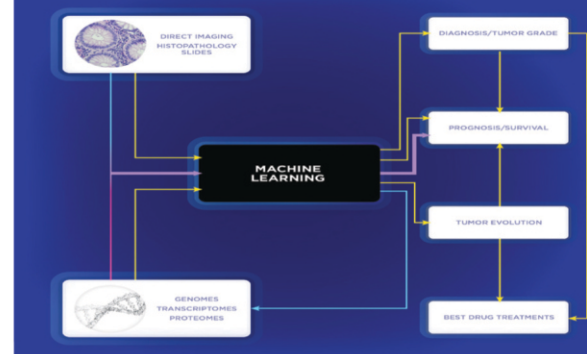 DIRECT IMAGING
HISTOPATHOLOGY
SLIDES
DIAGNOSIS/TUMOR GRADE
PROGNOSIS/SURVIVAL
MACHINE
LEARNING
TUMOR EVOLUTION
GENOMES
TRANSCRIPTOMES
PROTEOMES
BEST DRUG TREATMENTS